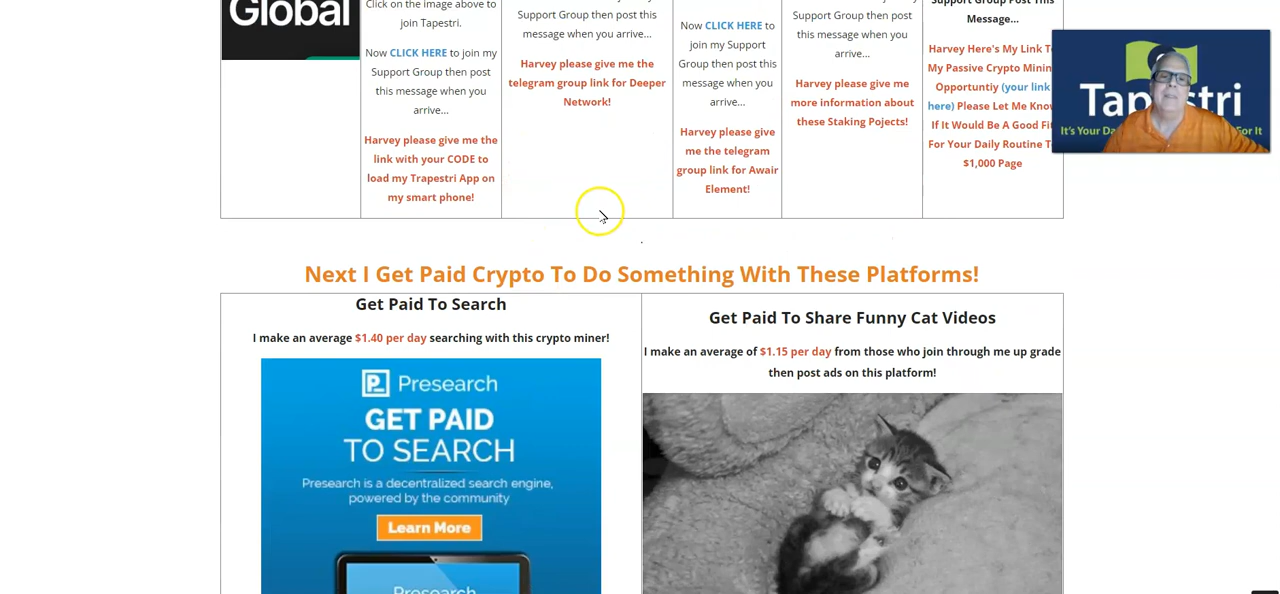 Global
Click on the image above to
join Tapestri.
Now CLICK HERE to join my
Support Group then post
this message when you
arrive…
Harvey please give me the
link with your CODE to
load my Trapestri App on
my smart phone!
Support Group then post this
message when you arrive…
Harvey please give me the
telegram group link for Deeper
Network!
Now CLICK HERE to
join my Support
Group then post this
message when you
arrive…
Harvey please give
me the telegram
group link for Awair
Element!
Support Group then post
this message when you
arrive…
Harvey please give me
more information about
these Staking Pojects!
Message…
Harvey Here's My Link
My Passive Crypto
Opportuntiy (your link
here) Please Let Me
If It Would Be A Good
For Your Daily Routine
$1,000 Page
Tapestri
It's Your For It
Next I Get Paid Crypto To Do Something With These Platforms!
Get Paid To Search
I make an average $1.40 per day searching with this crypto miner!
Presearch
GET PAID
TO SEARCH
Presearch is a decentralized search engine,
powered by the community
Learn More
Presearch
Get Paid To Share Funny Cat Videos
I make an average of $1.15 per day from those who join through me up grade
then post ads on this platform!